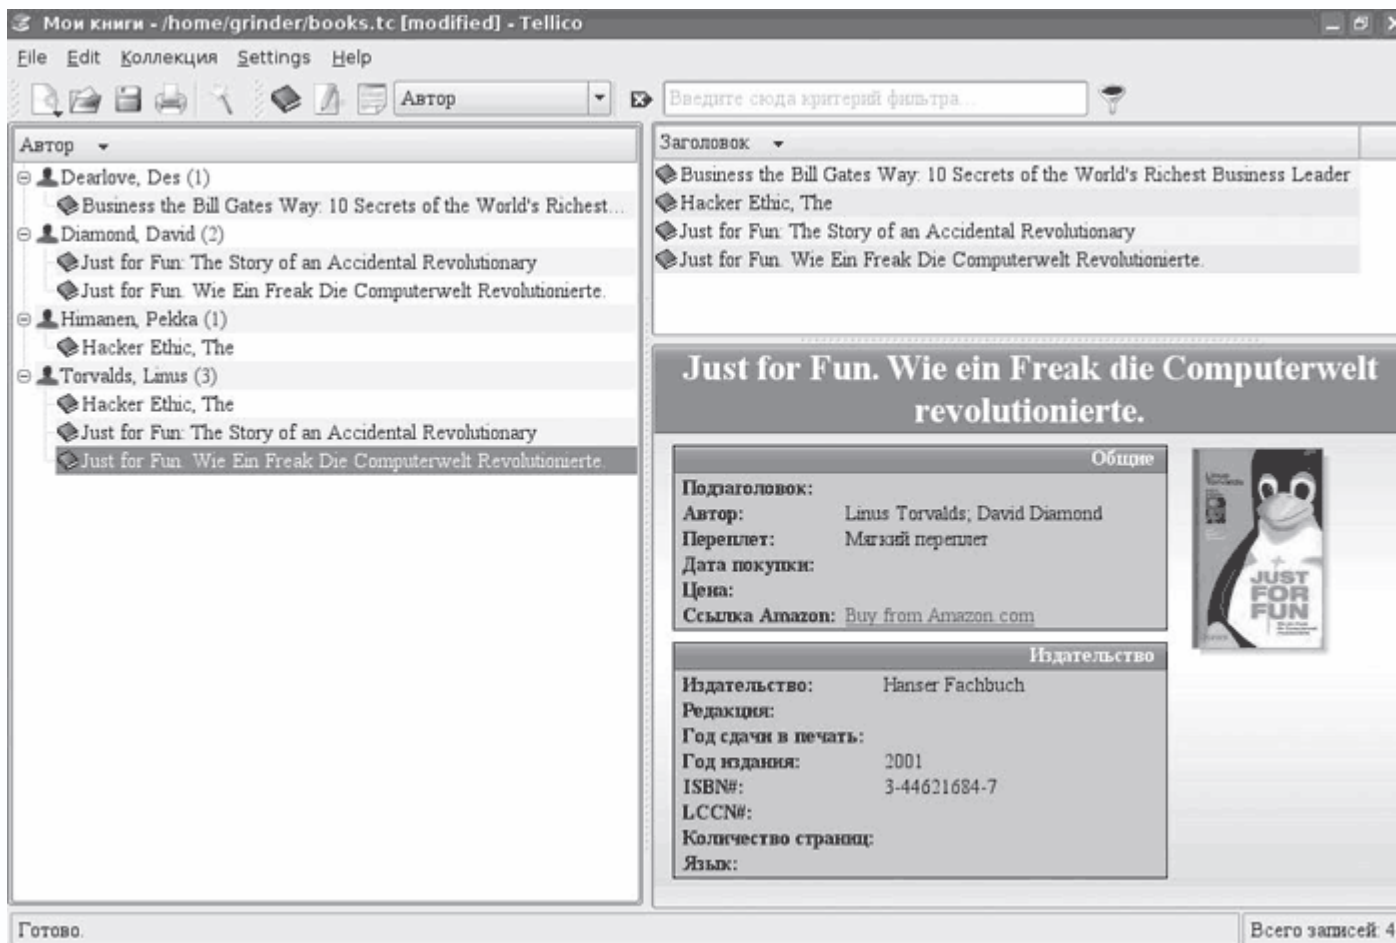 Мои книги - /home/grinder/books.tc [modified] - Tellico
File Edit Коллекция Settings Help
Автор
Введите сюда критерий фильтра...
Автор
Dearlove, Des (1)
Business the Bill Gates Way: 10 Secrets of the World's Richest...
Diamond, David (2)
Just for Fun: The Story of an Accidental Revolutionary
Just for Fun. Wie Ein Freak Die Computerwelt Revolutionierte.
Himanen, Pekka (1)
Hacker Ethic, The
Torvalds, Linus (3)
Hacker Ethic, The
Just for Fun: The Story of an Accidental Revolutionary
Just for Fun. Wie Ein Freak Die Computerwelt Revolutionierte.
Заголовок
Business the Bill Gates Way: 10 Secrets of the World's Richest Business Leader
Hacker Ethic, The
Just for Fun: The Story of an Accidental Revolutionary
Just for Fun. Wie Ein Freak Die Computerwelt Revolutionierte.
Just for Fun. Wie ein Freak die Computerwelt
revolutionierte.
Общие
Подзаголовок:
Автор: Linus Torvalds; David Diamond
Переплет: Мягкий переплет
Дата покупки:
Цена:
Ссылка Amazon: Buy from Amazon.com
Linus
Torvalds
JUST
FOR
FUN
Издательство
Издательство: Hanser Fachbuch
Редакция:
Год сдачи в печать:
Год издания: 2001
ISBN#: 3-44621684-7
LCCN#:
Количество страниц:
Язык:
Готово.
Всего записей: 4